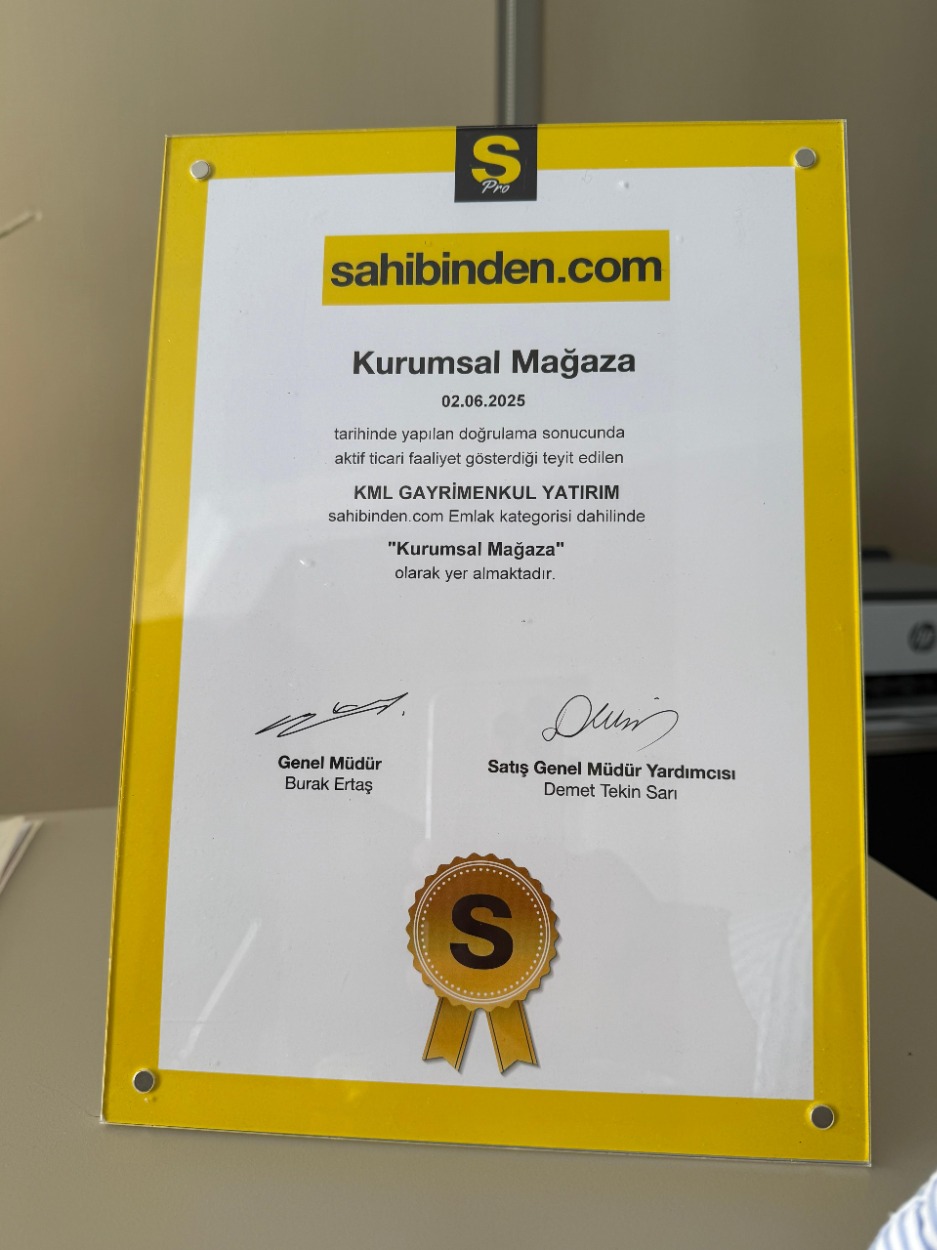 S
Pro
sahibinden.com
Kurumsal Mağaza
02.06.2025
tarihinde yapılan doğrulama sonucunda
aktif ticari faaliyet gösterdiği teyit edilen
KML GAYRİMENKUL YATIRIM
sahibinden.com Emlak kategorisi dahilinde
"Kurumsal Mağaza"
olarak yer almaktadır.
Genel Müdür
Burak Ertaş
Satış Genel Müdür Yardımcısı
Demet Tekin Sarı
S
hp